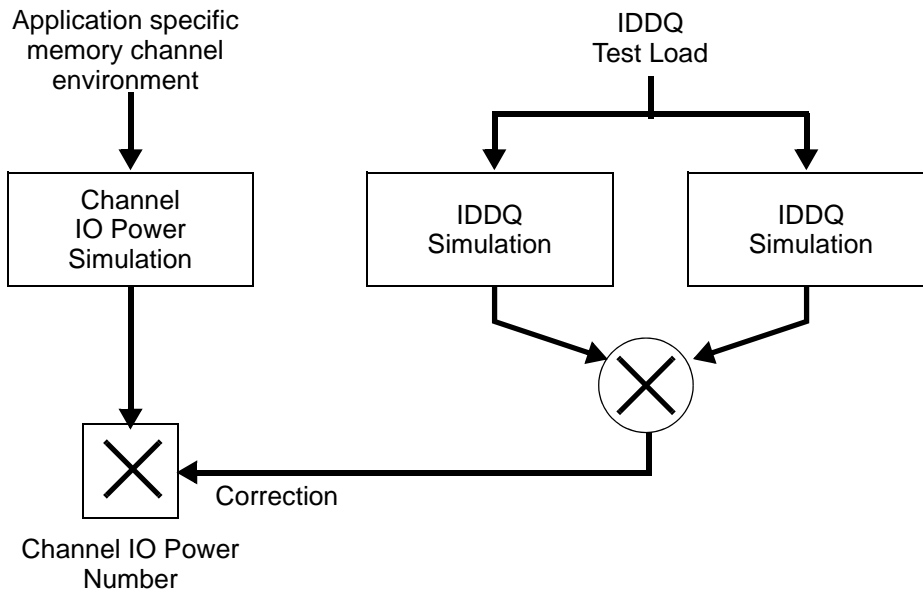 Application specific
memory channel
environment
IDDQ
Test Load
Channel
IO Power
Simulation
IDDQ
Simulation
IDDQ
Simulation
Correction
Channel IO Power
Number